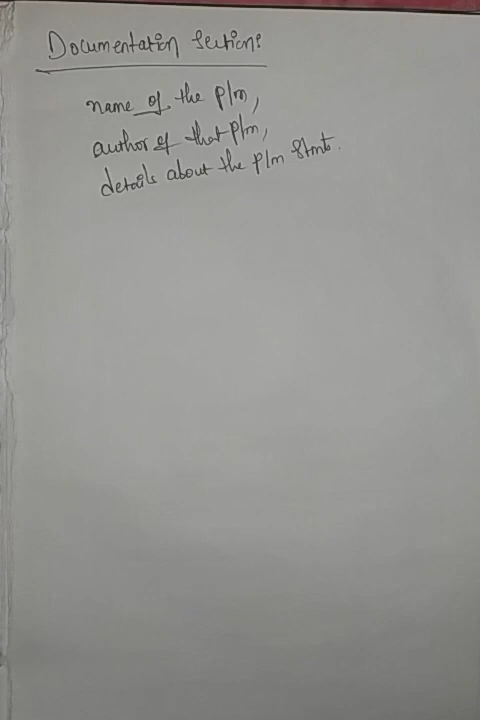 Documentation Section:
name of the p/m,
author of that p/m,
details about the p/m Stmts.